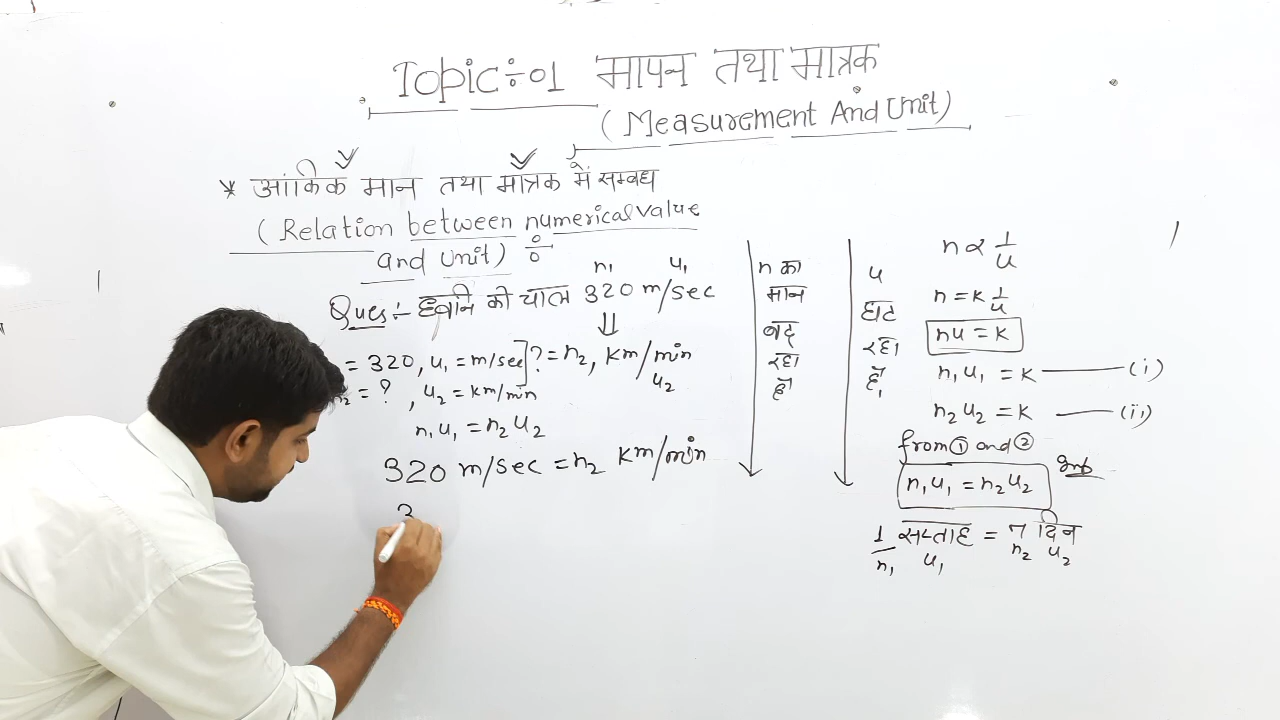 Topic÷01 मापन तथा मात्रक
(Measurement And Unit)
* आंकिक मान तथा मात्रक में सम्बंध
(Relation between numerical value
and Unit) ÷
n₁ u₁
Ques:- ध्वनि की चाल 320 m/sec
⇓
= 320, u₁ = m/sec] ? = n₂, km/min
u₂
n₂ = ? , u₂ = km/min
n₁u₁ = n₂u₂
320 m/sec = n₂ km/min
3
n का
मान
बढ़
रहा
है
u
घट
रहा
है,
n ∝ 1/u
n = k 1/u
nu = k
n₁u₁ = k —— (i)
n₂u₂ = k —— (ii)
from ① and ②
n₁u₁ = n₂u₂ Imp
1 सप्ताह = 7 दिन
n₁ u₁ n₂ u₂